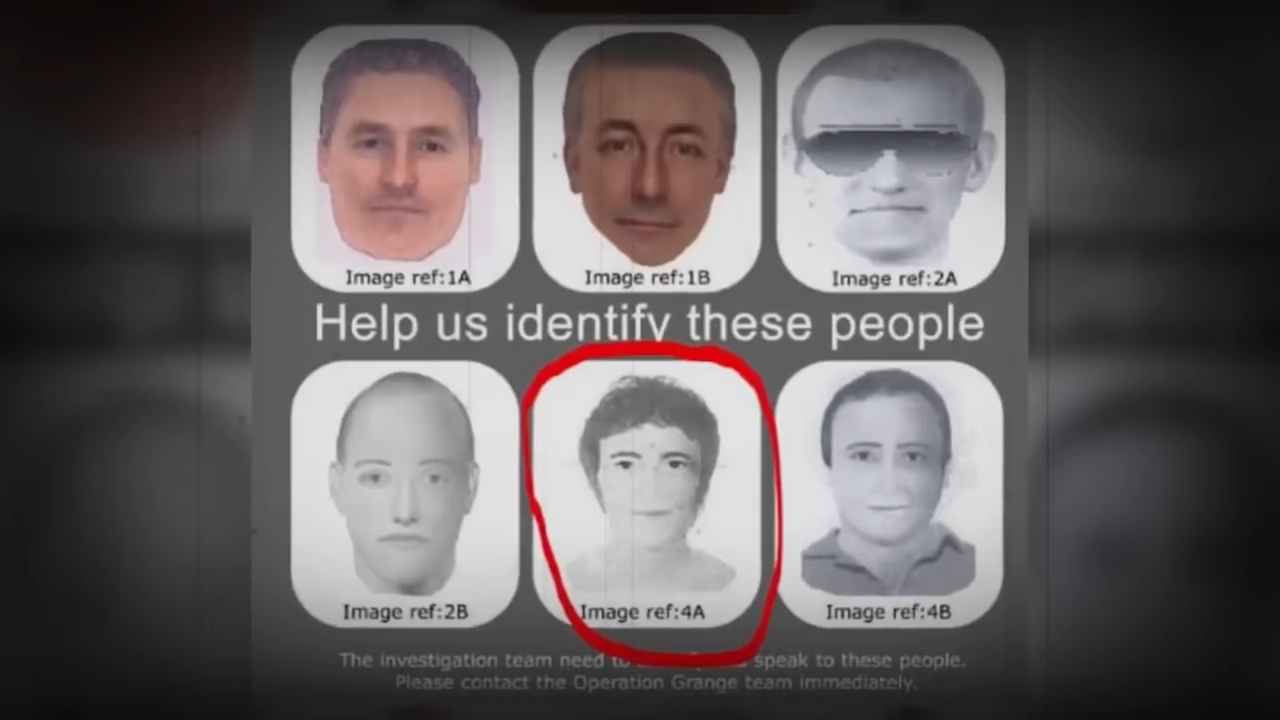 Image ref:1A Image ref:1B Image ref:2A
Help us identify these people
Image ref:2B Image ref:4A Image ref:4B
The investigation team need to speak to these people.
Please contact the Operation Grange team immediately.